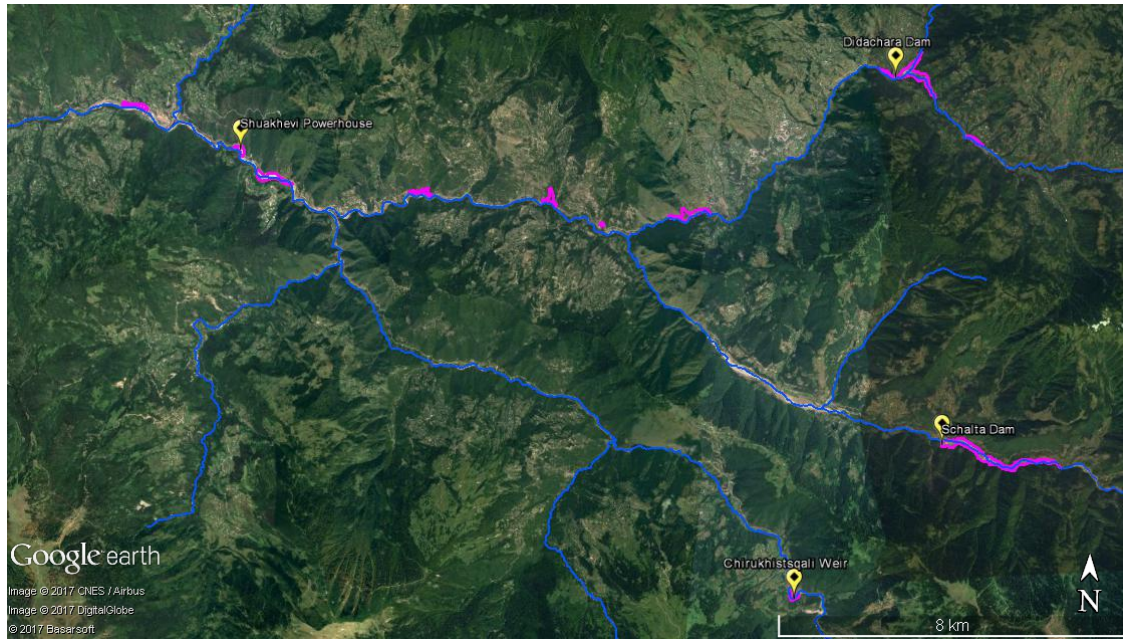 Didachara Dam
Shuakhevi Powerhouse
Schalta Dam
Chirukhistsqali Weir
Google earth
Image © 2017 CNES / Airbus
Image © 2017 DigitalGlobe
© 2017 Basarsoft
N
8 km